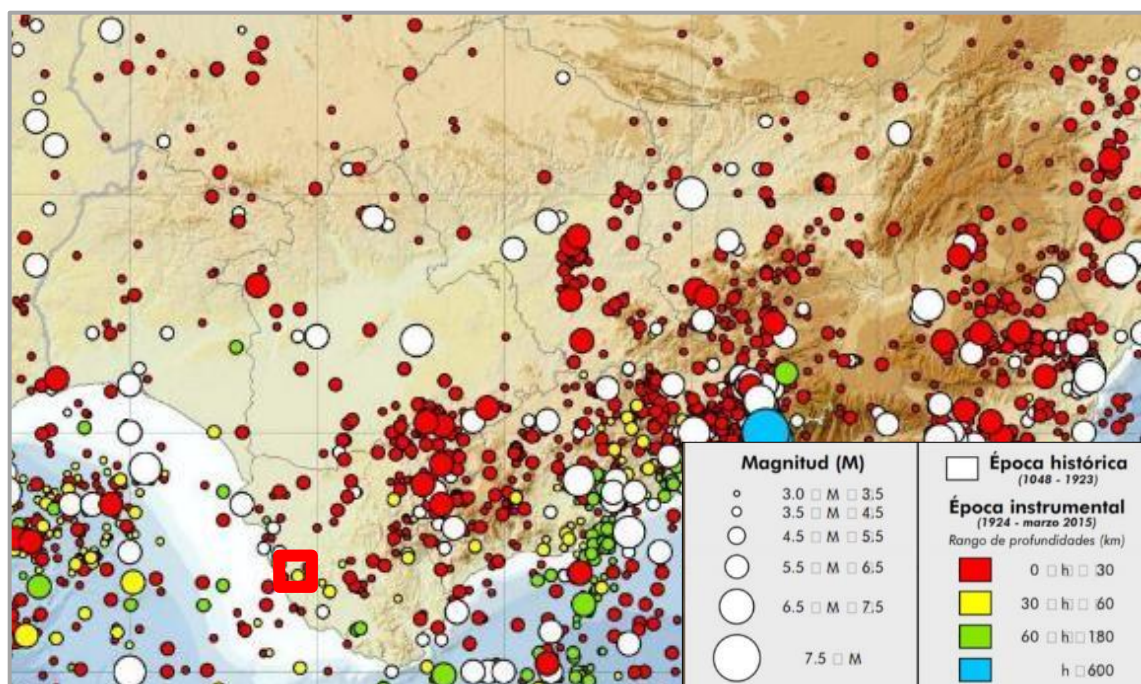 Magnitud (M)
3.0 □ M □ 3.5
3.5 □ M □ 4.5
4.5 □ M □ 5.5
5.5 □ M □ 6.5
6.5 □ M □ 7.5
7.5 □ M
Época histórica
(1048 - 1923)
Época instrumental
(1924 - marzo 2015)
Rango de profundidades (km)
0 □ h □ 30
30 □ h □ 60
60 □ h □ 180
h □ 600